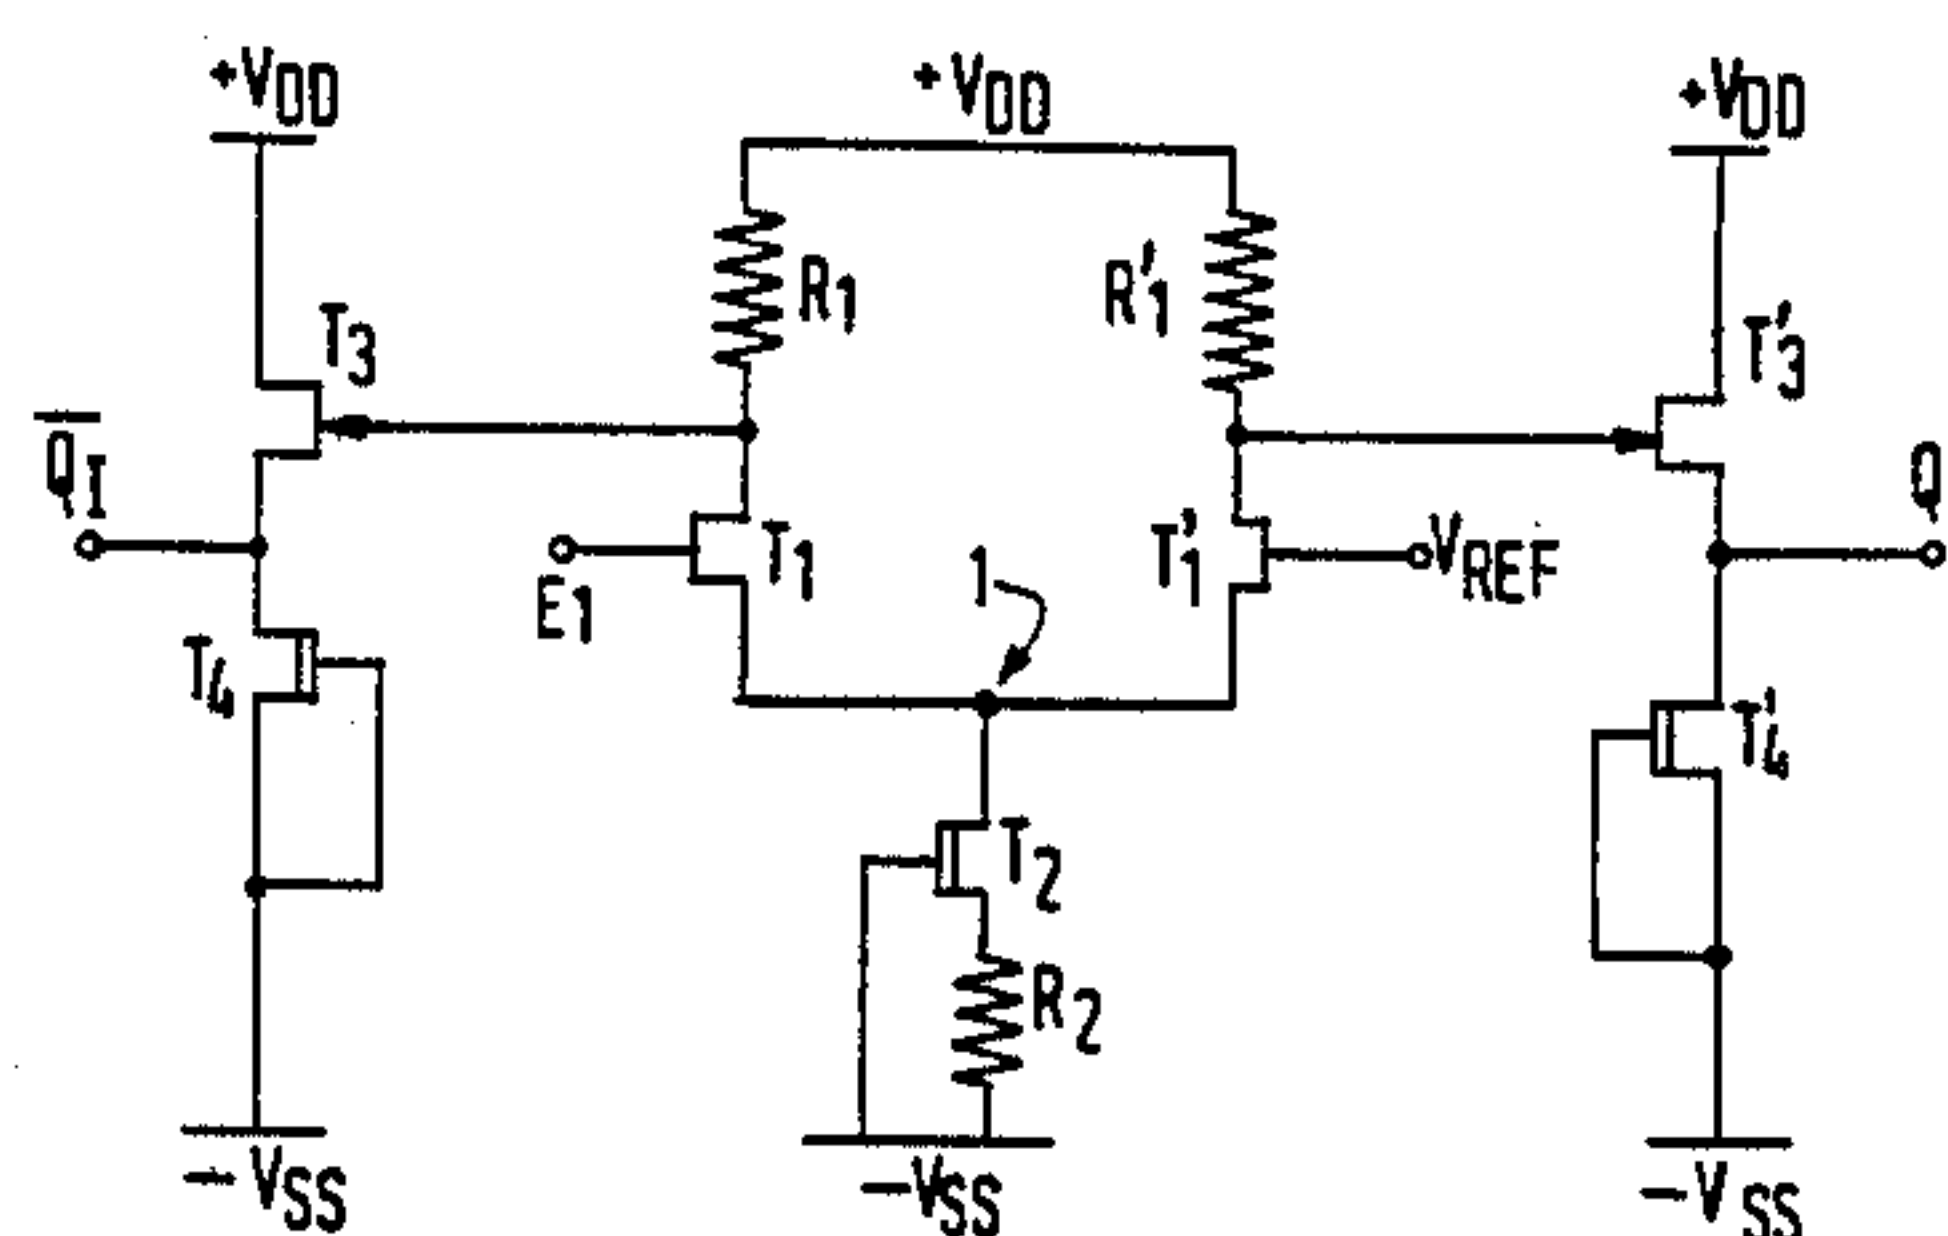 +VDD
+VDD
+VDD
R1
R'1
T3
T'3
Q̅I
Q
E1
T1
1
T'1
VREF
T4
T'4
T2
R2
-VSS
-VSS
-VSS